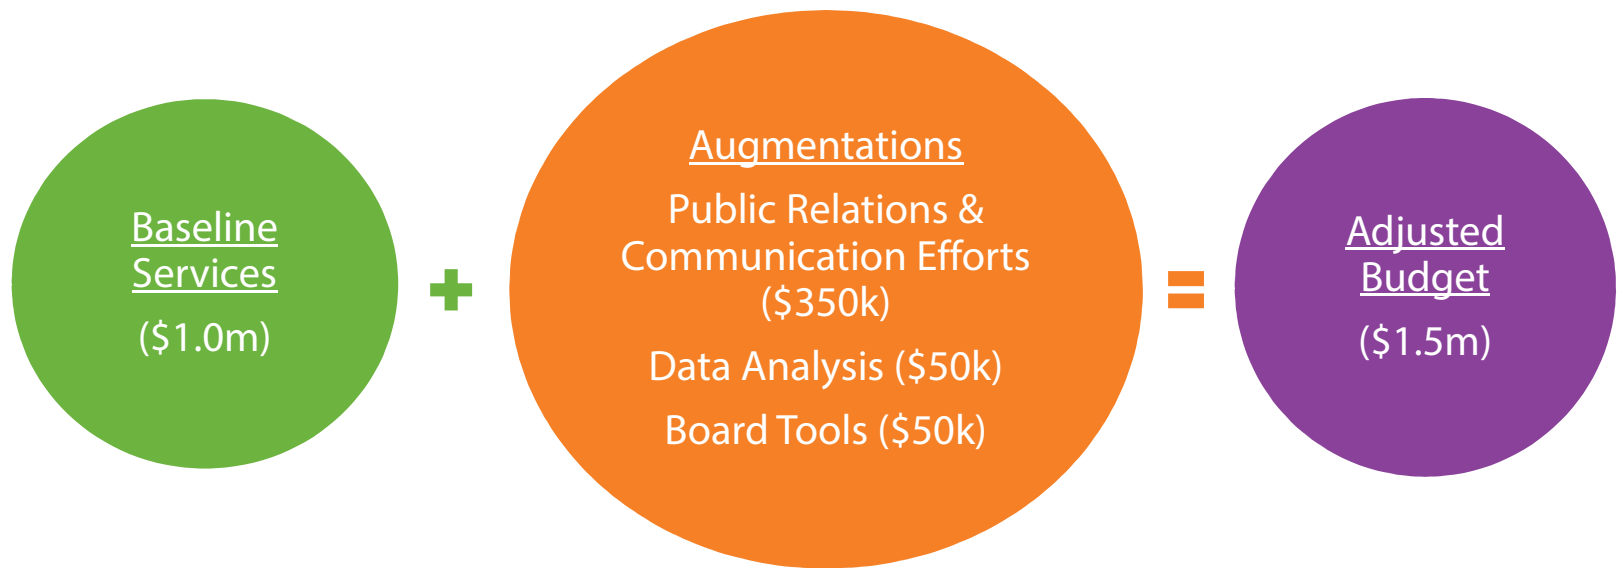 Baseline
Services
($1.0m)
+
Augmentations
Public Relations &
Communication Efforts
($350k)
Data Analysis ($50k)
Board Tools ($50k)
=
Adjusted
Budget
($1.5m)